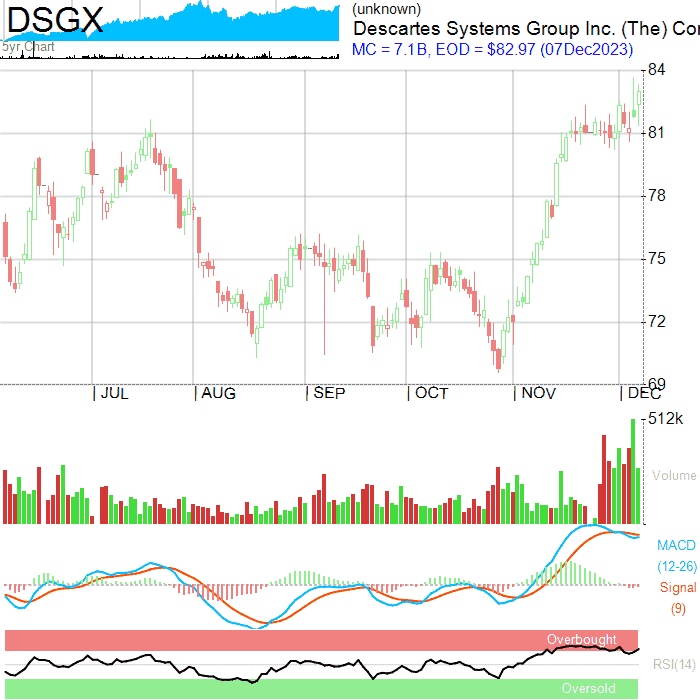 DSGX
5yr Chart
(unknown)
Descartes Systems Group Inc. (The) Cor
MC = 7.1B, EOD = $82.97 (07Dec2023)
84
81
78
75
72
69
JUL AUG SEP OCT NOV DEC
512k
Volume
MACD
(12-26)
Signal
(9)
Overbought
RSI(14)
Oversold